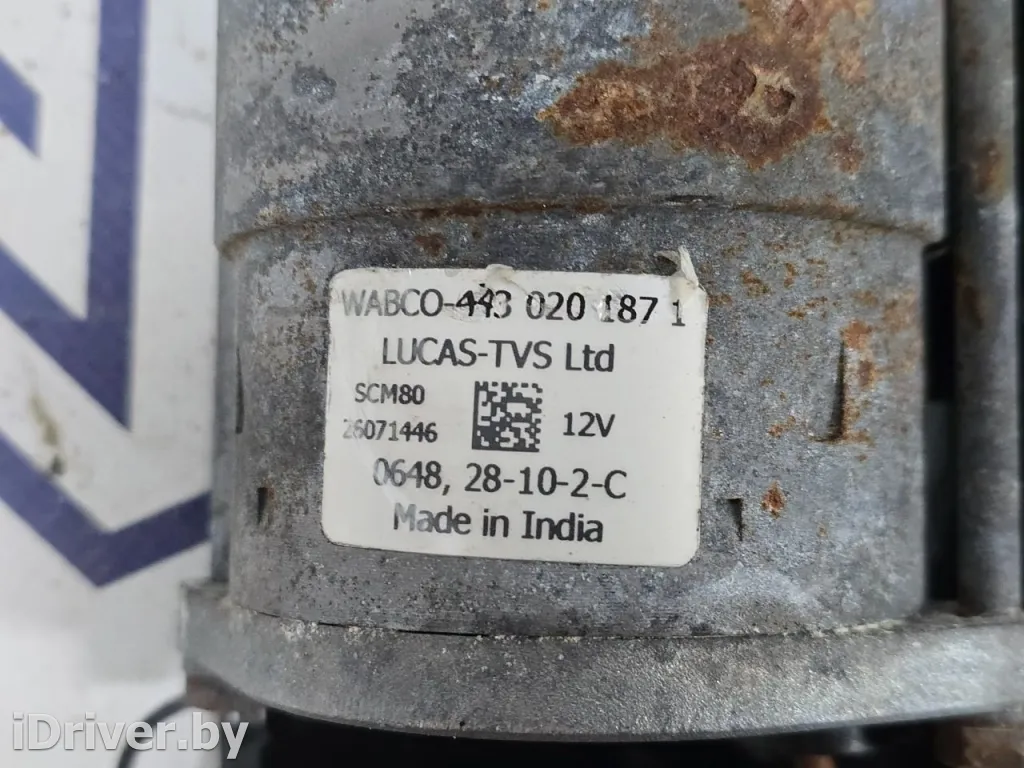 WABCO-443 020 187 1
LUCAS-TVS Ltd
SCM80
26071446
12V
0648, 28-10-2-C
Made in India
iDriver.by